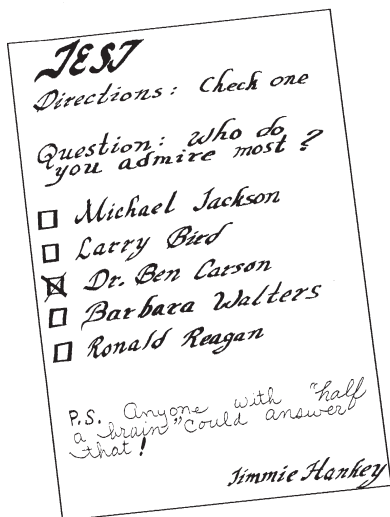 TEST
Directions: Check one
Question: Who do
you admire most?
Michael Jackson
Larry Bird
Dr. Ben Carson
Barbara Walters
Ronald Reagan
P.S. Anyone with "half
a brain" could answer
that!
Jimmie Hankey